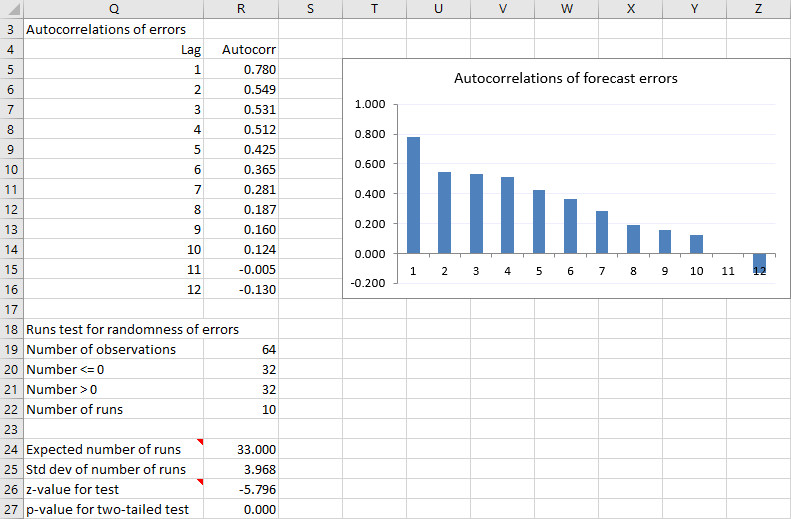 Q R S T U V W X Y Z
3 Autocorrelations of errors
4 Lag Autocorr
5 1 0.780
6 2 0.549
7 3 0.531
8 4 0.512
9 5 0.425
10 6 0.365
11 7 0.281
12 8 0.187
13 9 0.160
14 10 0.124
15 11 -0.005
16 12 -0.130
17
18 Runs test for randomness of errors
19 Number of observations 64
20 Number <= 0 32
21 Number > 0 32
22 Number of runs 10
23
24 Expected number of runs 33.000
25 Std dev of number of runs 3.968
26 z-value for test -5.796
27 p-value for two-tailed test 0.000
Autocorrelations of forecast errors
1.000
0.800
0.600
0.400
0.200
0.000
-0.200
1 2 3 4 5 6 7 8 9 10 11 12